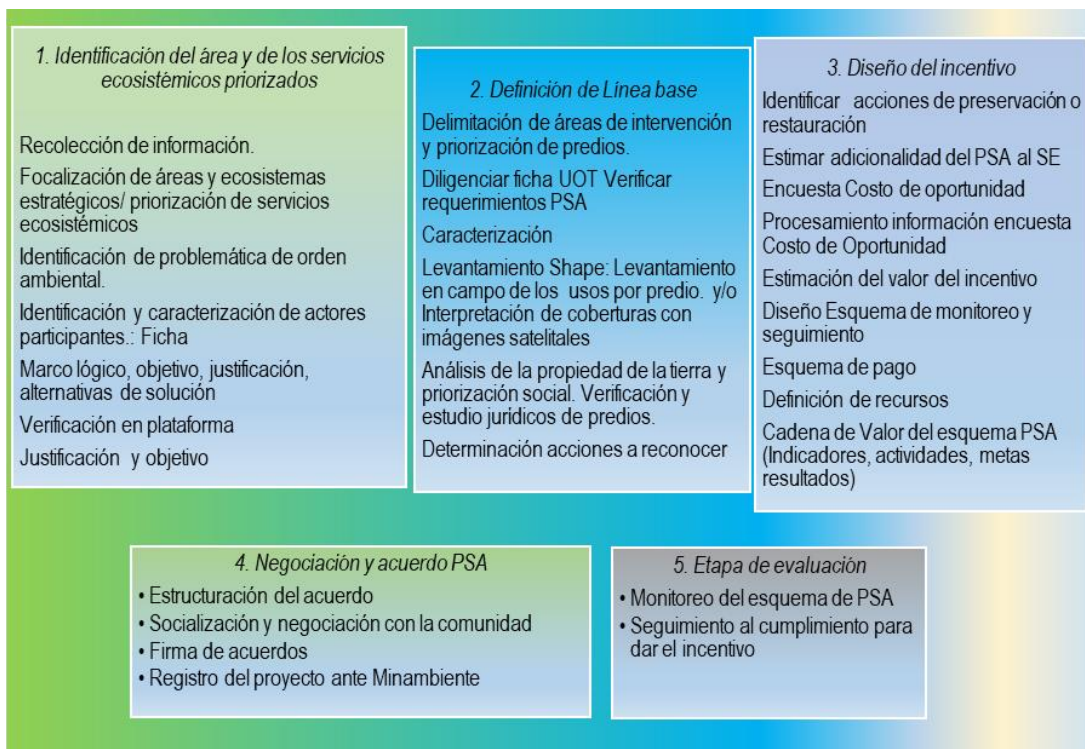 1. Identificación del área y de los servicios
ecosistémicos priorizados
Recolección de información.
Focalización de áreas y ecosistemas
estratégicos/ priorización de servicios
ecosistémicos
Identificación de problemática de orden
ambiental.
Identificación y caracterización de actores
participantes.: Ficha
Marco lógico, objetivo, justificación,
alternativas de solución
Verificación en plataforma
Justificación y objetivo
2. Definición de Línea base
Delimitación de áreas de intervención
y priorización de predios.
Diligenciar ficha UOT Verificar
requerimientos PSA
Caracterización
Levantamiento Shape: Levantamiento
en campo de los usos por predio. y/o
Interpretación de coberturas con
imágenes satelitales
Análisis de la propiedad de la tierra y
priorización social. Verificación y
estudio jurídicos de predios.
Determinación acciones a reconocer
3. Diseño del incentivo
Identificar acciones de preservación o
restauración
Estimar adicionalidad del PSA al SE
Encuesta Costo de oportunidad
Procesamiento información encuesta
Costo de Oportunidad
Estimación del valor del incentivo
Diseño Esquema de monitoreo y
seguimiento
Esquema de pago
Definición de recursos
Cadena de Valor del esquema PSA
(Indicadores, actividades, metas
resultados)
4. Negociación y acuerdo PSA
• Estructuración del acuerdo
• Socialización y negociación con la comunidad
• Firma de acuerdos
• Registro del proyecto ante Minambiente
5. Etapa de evaluación
• Monitoreo del esquema de PSA
• Seguimiento al cumplimiento para
dar el incentivo